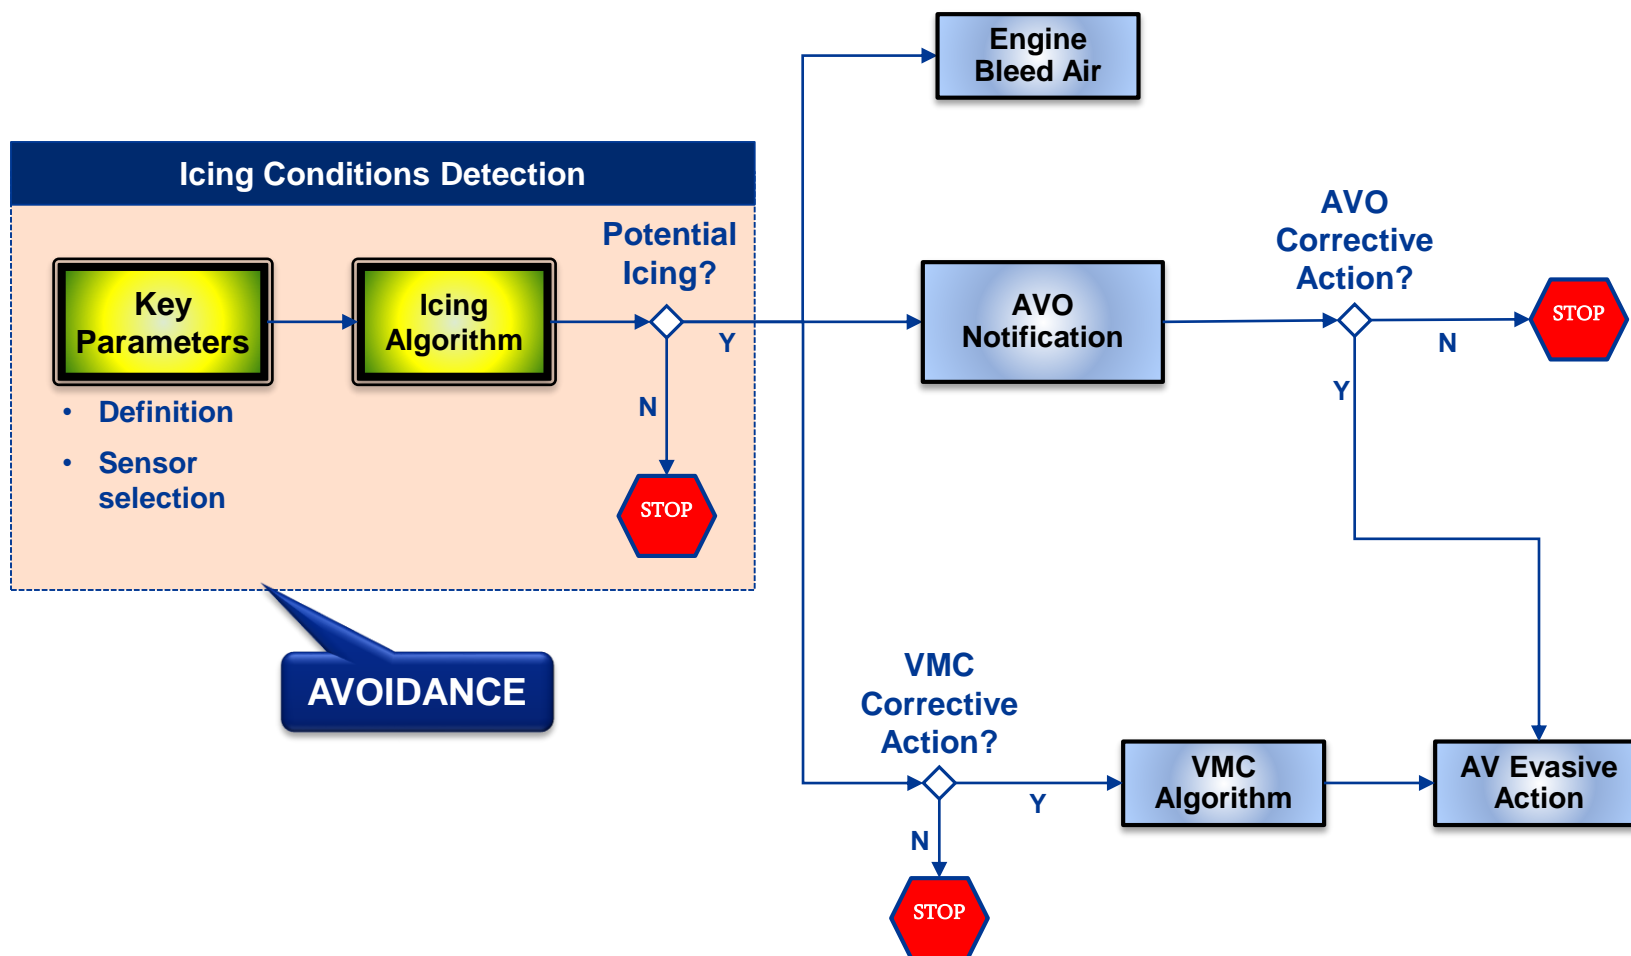 Engine
Bleed Air
Icing Conditions Detection
Potential
Icing?
Key
Parameters
Icing
Algorithm
Y
N
• Definition
• Sensor
selection
STOP
AVOIDANCE
AVO
Notification
AVO
Corrective
Action?
N
STOP
Y
VMC
Corrective
Action?
Y
N
STOP
VMC
Algorithm
AV Evasive
Action